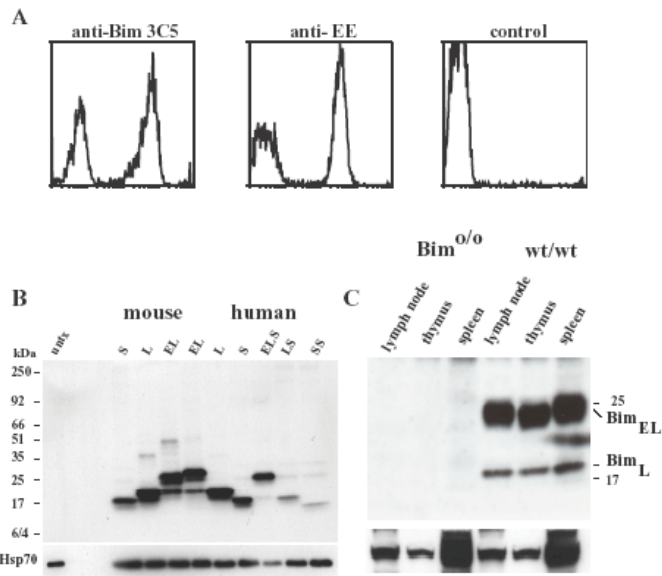 A
anti-Bim 3C5
anti- EE
control
Bim o/o
wt/wt
B
mouse
human
C
lymph node
thymus
spleen
lymph node
thymus
spleen
untx
S
L
EL
EL
L
S
ELS
LS
SS
kDa
250 -
92 -
66 -
51 -
35 -
25 -
17 -
6/4 -
Hsp70
- 25
Bim EL
Bim L
- 17